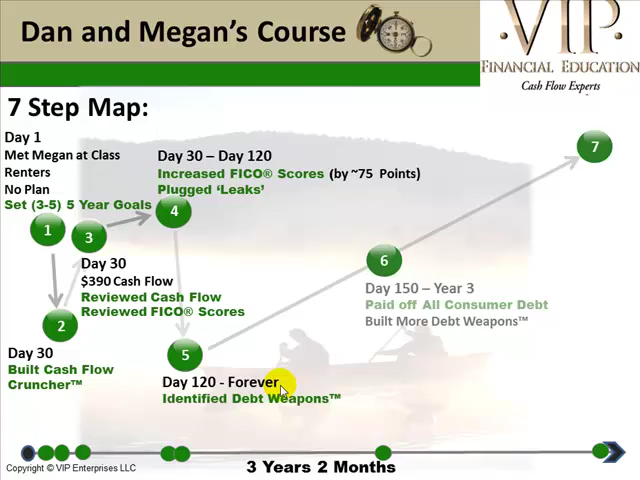 Dan and Megan's Course
VIP
FINANCIAL EDUCATION
Cash Flow Experts
7 Step Map:
Day 1
Met Megan at Class
Renters
No Plan
Set (3-5) 5 Year Goals
Day 30 – Day 120
Increased FICO® Scores (by ~75 Points)
Plugged 'Leaks'
7
4
1
3
Day 30
$390 Cash Flow
Reviewed Cash Flow
Reviewed FICO® Scores
6
Day 150 – Year 3
Paid off All Consumer Debt
Built More Debt Weapons™
2
Day 30
Built Cash Flow
Cruncher™
5
Day 120 - Forever
Identified Debt Weapons™
Copyright © VIP Enterprises LLC
3 Years 2 Months